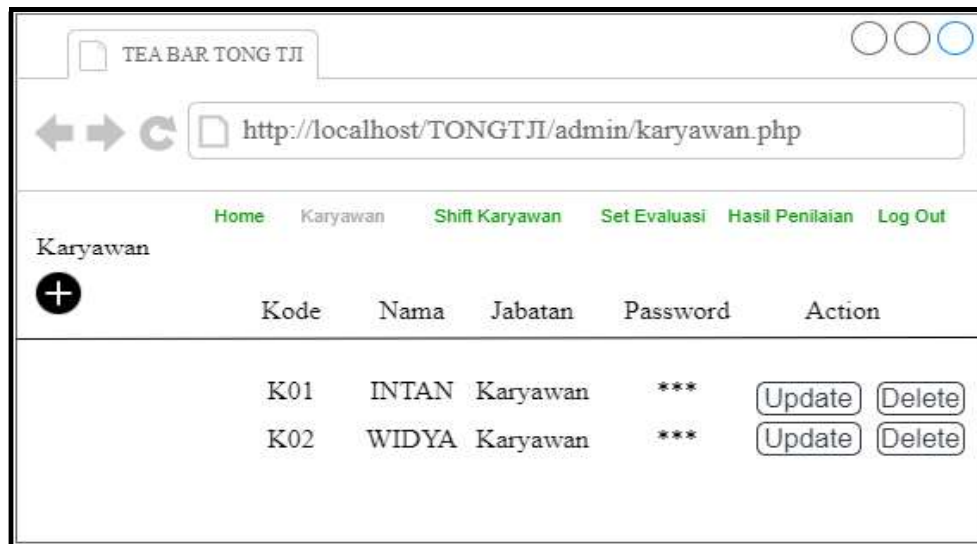 TEA BAR TONG TJI
http://localhost/TONGTJI/admin/karyawan.php
Home Karyawan Shift Karyawan Set Evaluasi Hasil Penilaian Log Out
Karyawan
Kode Nama Jabatan Password Action
K01 INTAN Karyawan *** Update Delete
K02 WIDYA Karyawan *** Update Delete